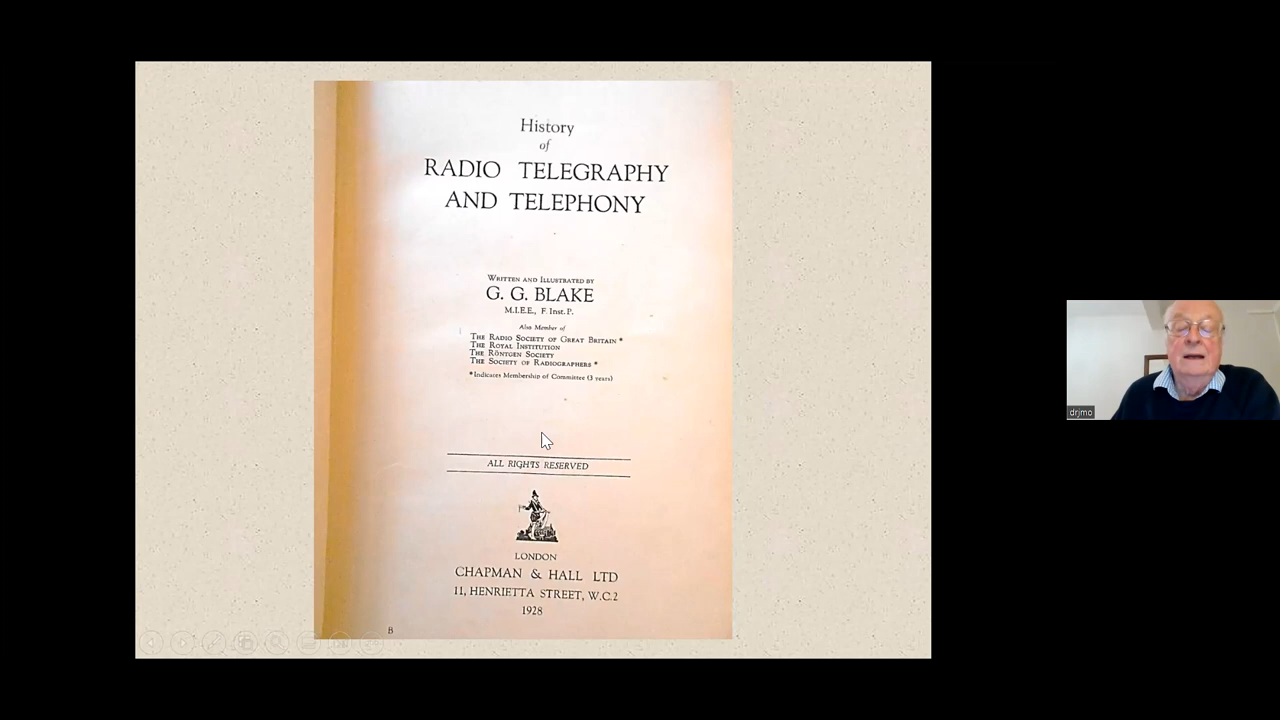 History
of
RADIO TELEGRAPHY
AND TELEPHONY
WRITTEN AND ILLUSTRATED BY
G. G. BLAKE
M.I.E.E., F. Inst. P.
Also Member of
THE RADIO SOCIETY OF GREAT BRITAIN *
THE ROYAL INSTITUTION
THE RÖNTGEN SOCIETY
THE SOCIETY OF RADIOGRAPHERS *
*Indicates Membership of Committee (3 years)
ALL RIGHTS RESERVED
LONDON
CHAPMAN & HALL LTD
11, HENRIETTA STREET, W.C.2
1928
B
drjmo